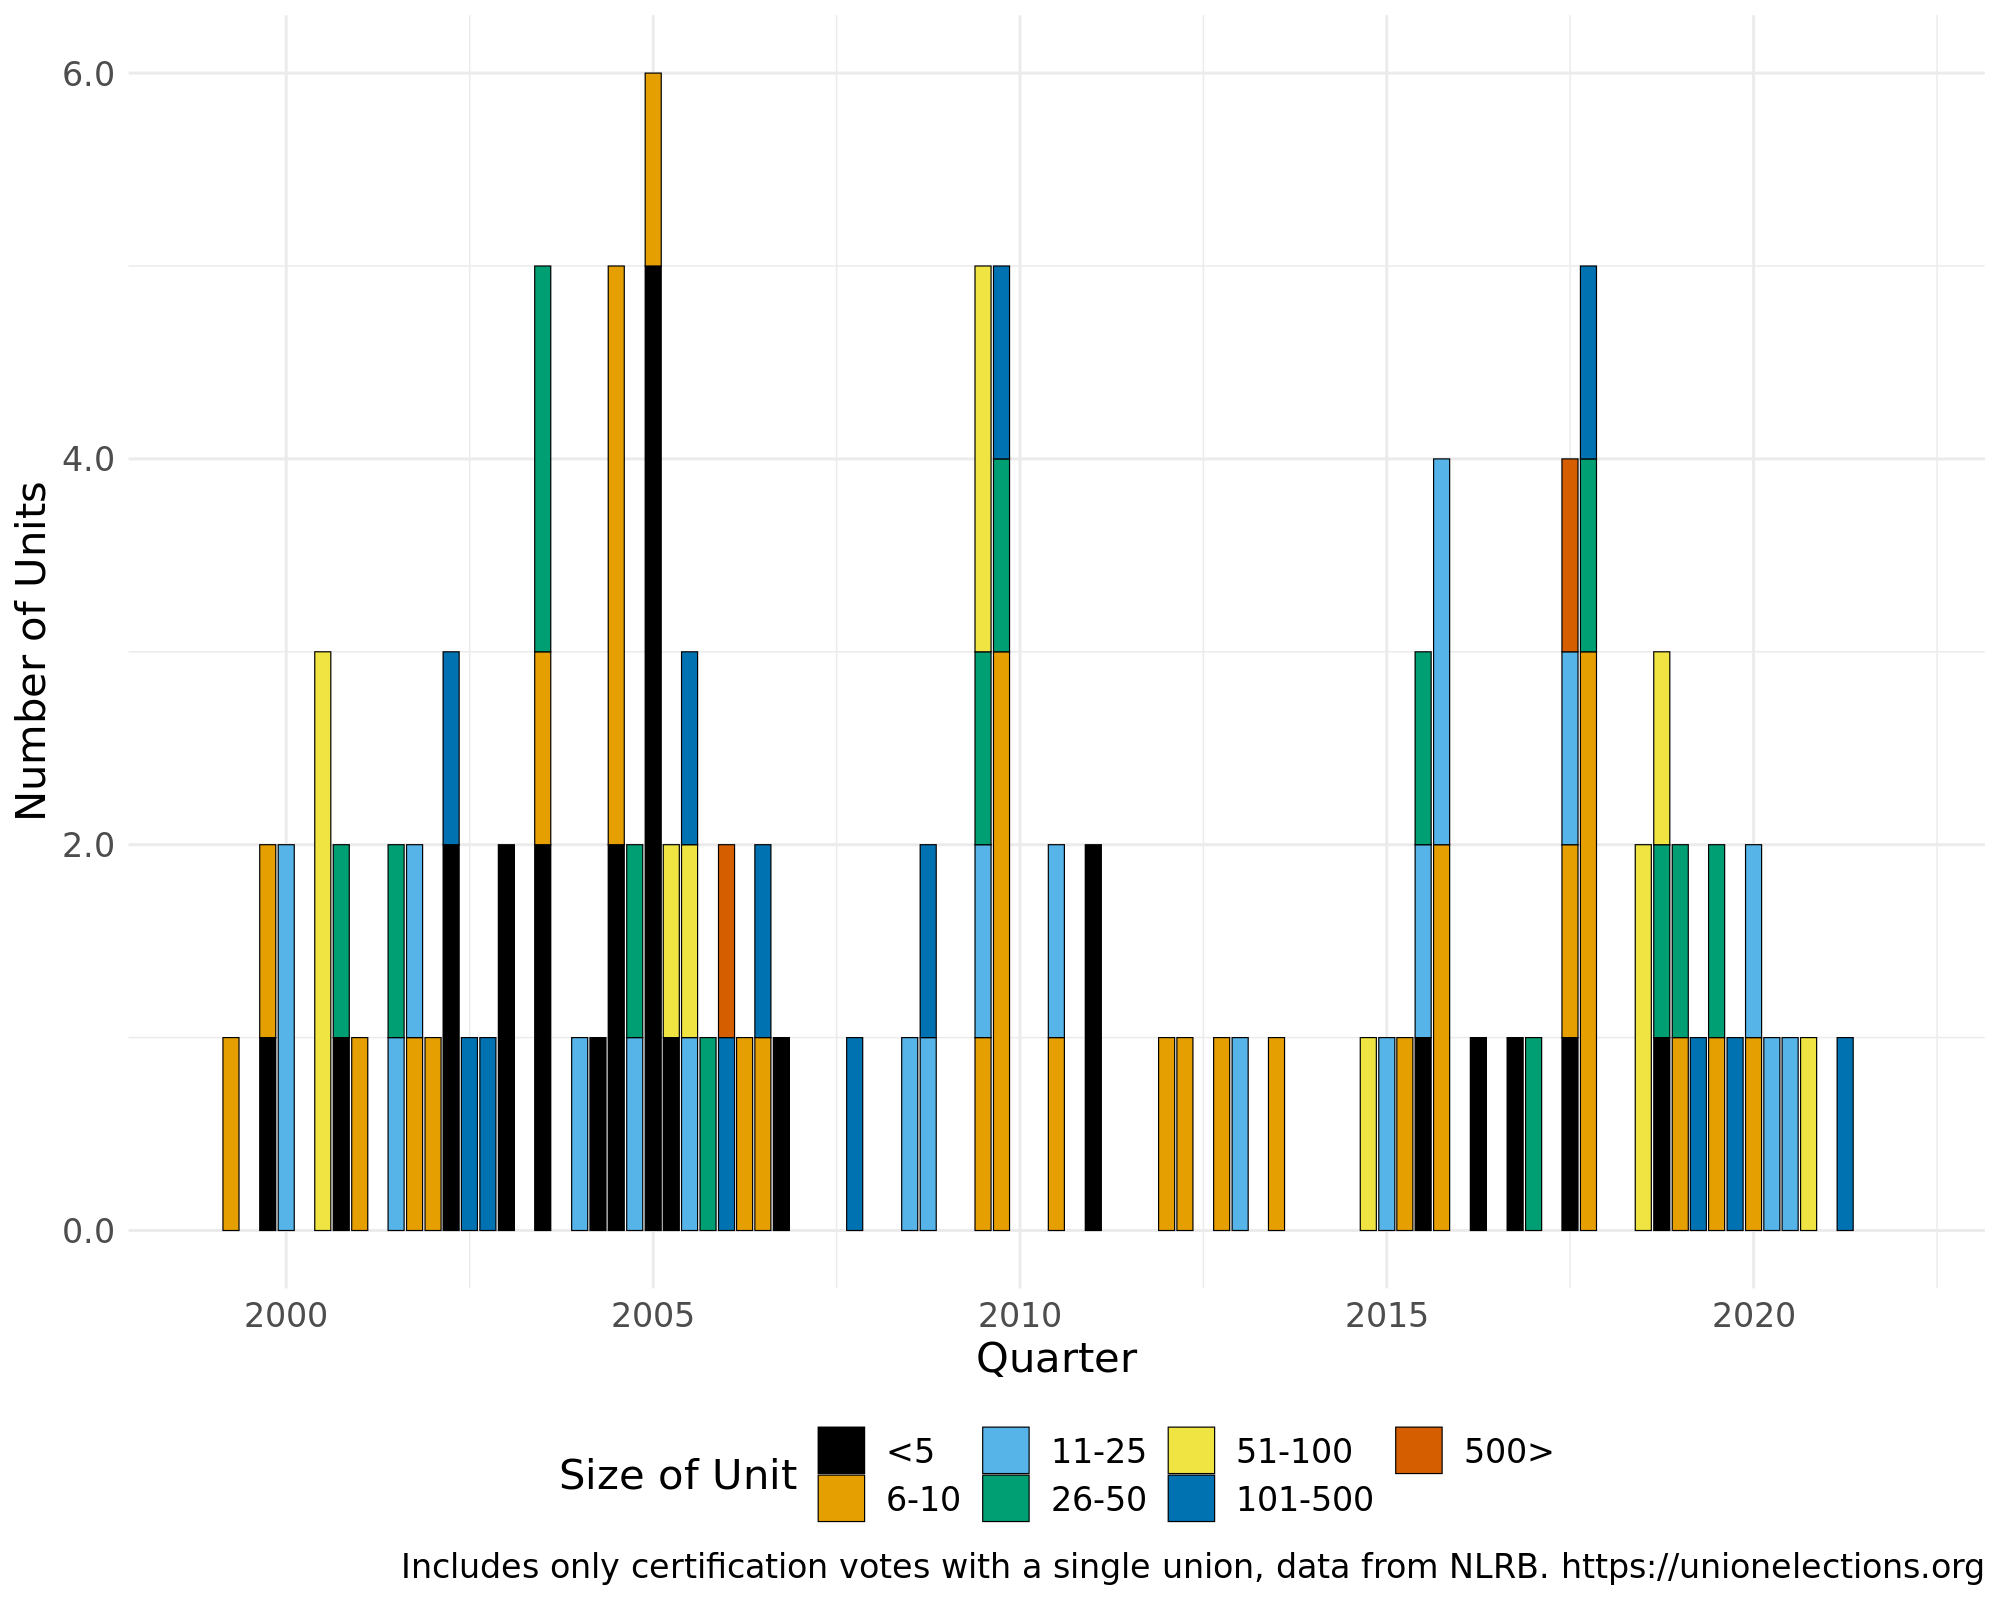 6.0
4.0
2.0
0.0
Number of Units
2000 2005 2010 2015 2020
Quarter
Size of Unit
<5 11-25 51-100 500>
6-10 26-50 101-500
Includes only certification votes with a single union, data from NLRB. https://unionelections.org